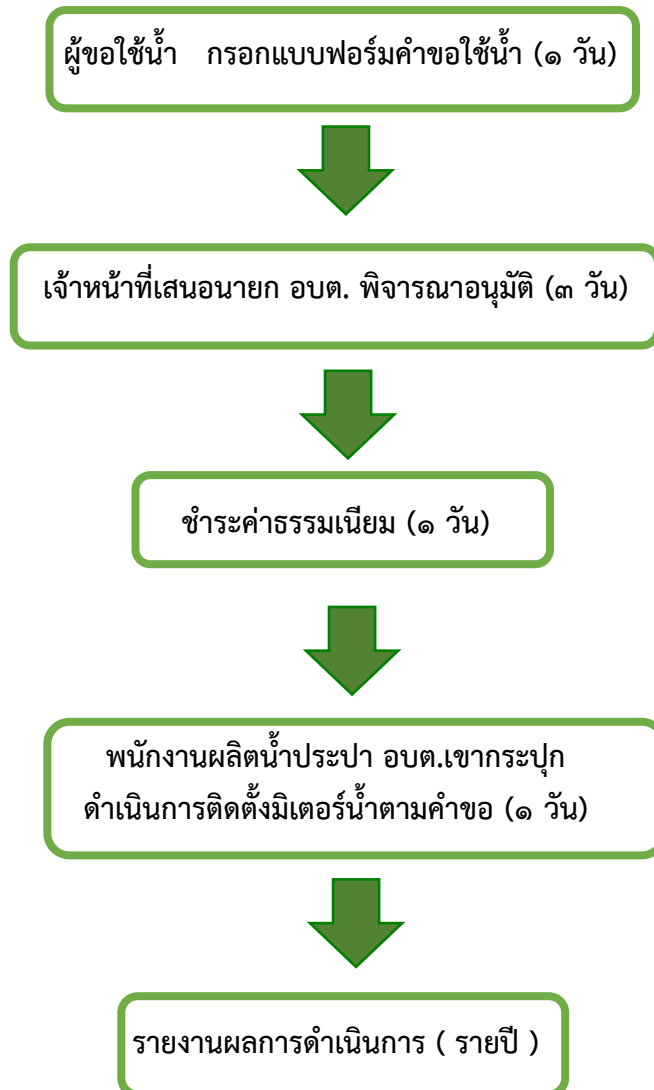 ผู้ขอใช้น้ำ กรอกแบบฟอร์มคำขอใช้น้ำ (๑ วัน)
เจ้าหน้าที่เสนอนายก อบต. พิจารณาอนุมัติ (๓ วัน)
ชำระค่าธรรมเนียม (๑ วัน)
พนักงานผลิตน้ำประปา อบต.เขากระปุก
ดำเนินการติดตั้งมิเตอร์น้ำตามคำขอ (๑ วัน)
รายงานผลการดำเนินการ ( รายปี )